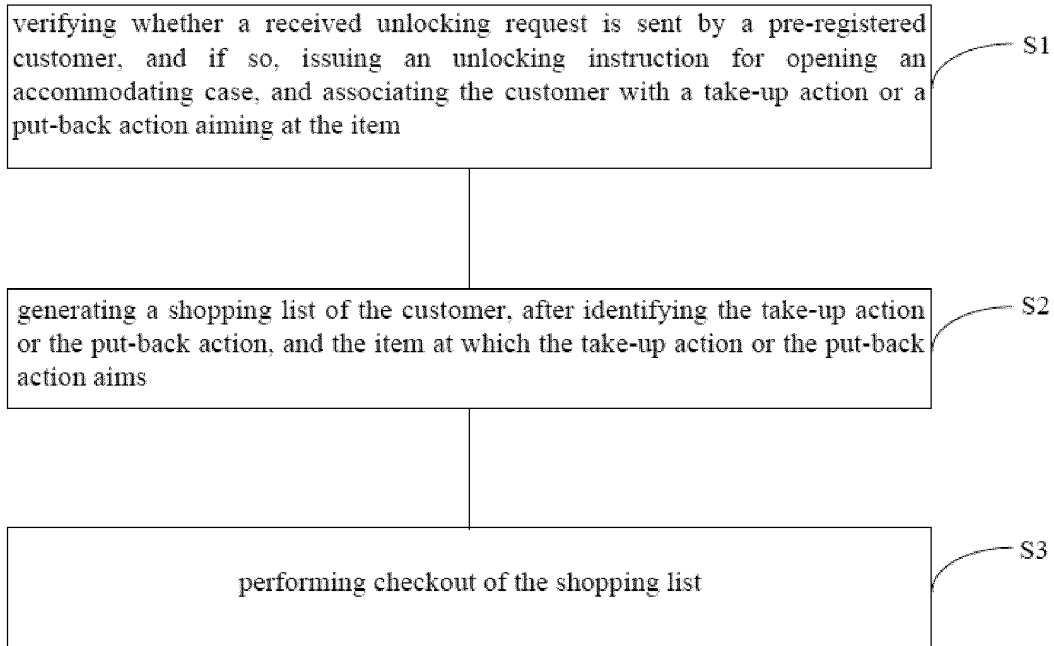 verifying whether a received unlocking request is sent by a pre-registered
customer, and if so, issuing an unlocking instruction for opening an
accommodating case, and associating the customer with a take-up action or a
put-back action aiming at the item
S1
generating a shopping list of the customer, after identifying the take-up action
or the put-back action, and the item at which the take-up action or the put-back
action aims
S2
performing checkout of the shopping list
S3